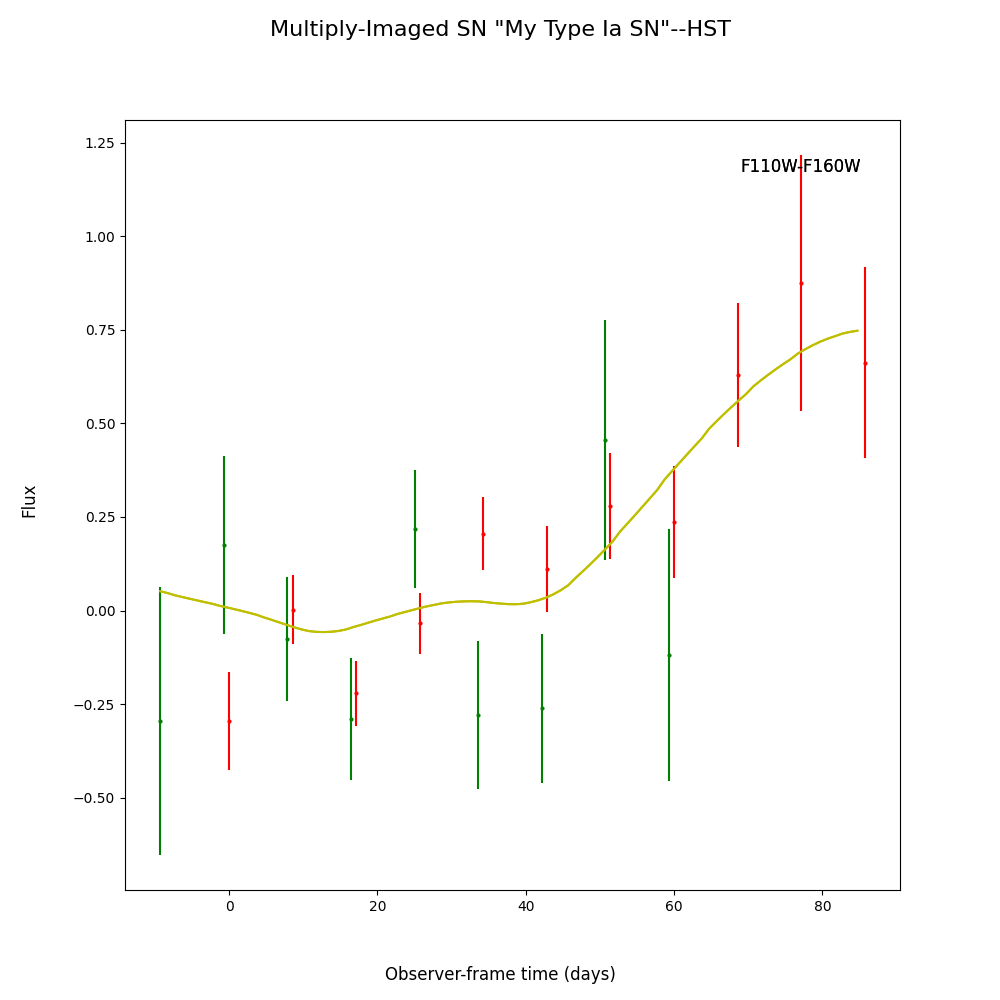 Multiply-Imaged SN "My Type Ia SN"--HST
F110W-F160W
1.25
1.00
0.75
0.50
0.25
0.00
−0.25
−0.50
Flux
0 20 40 60 80
Observer-frame time (days)